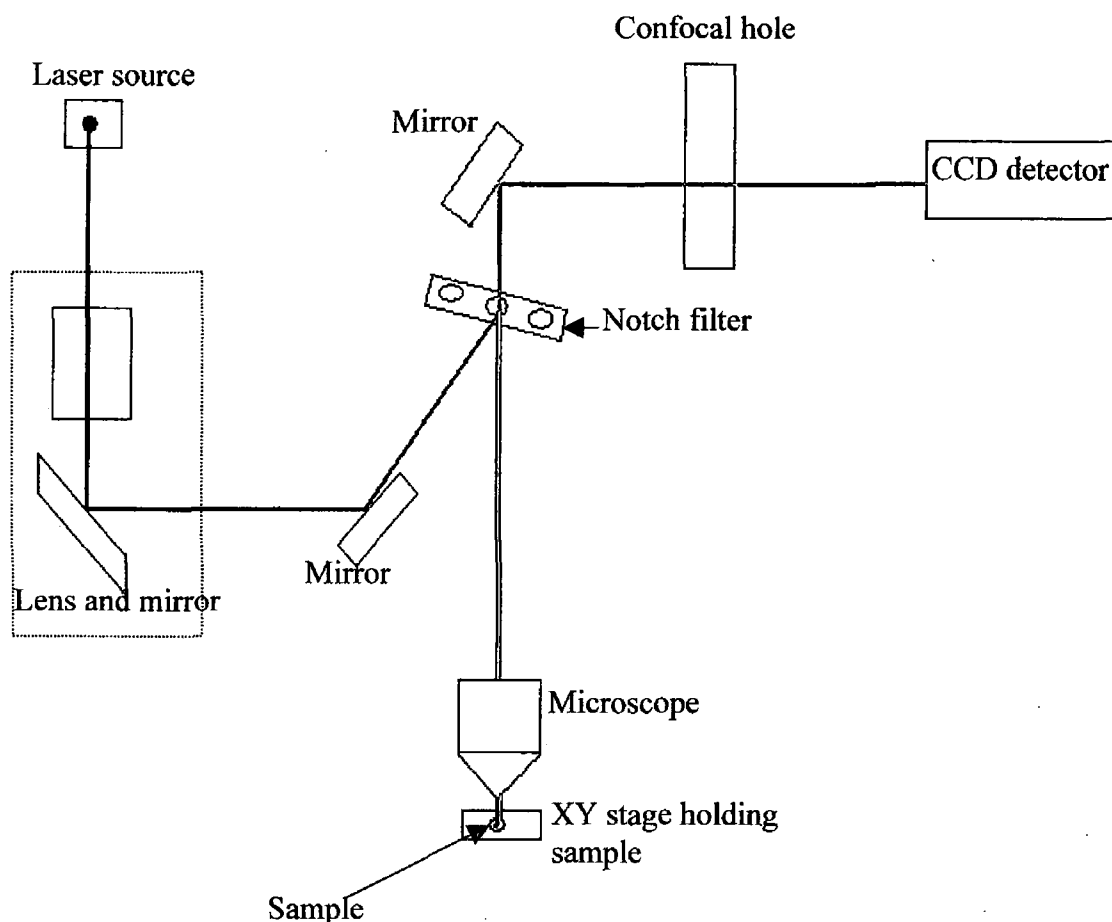 Confocal hole
Laser source
Mirror
CCD detector
Notch filter
Mirror
Lens and mirror
Microscope
XY stage holding
sample
Sample